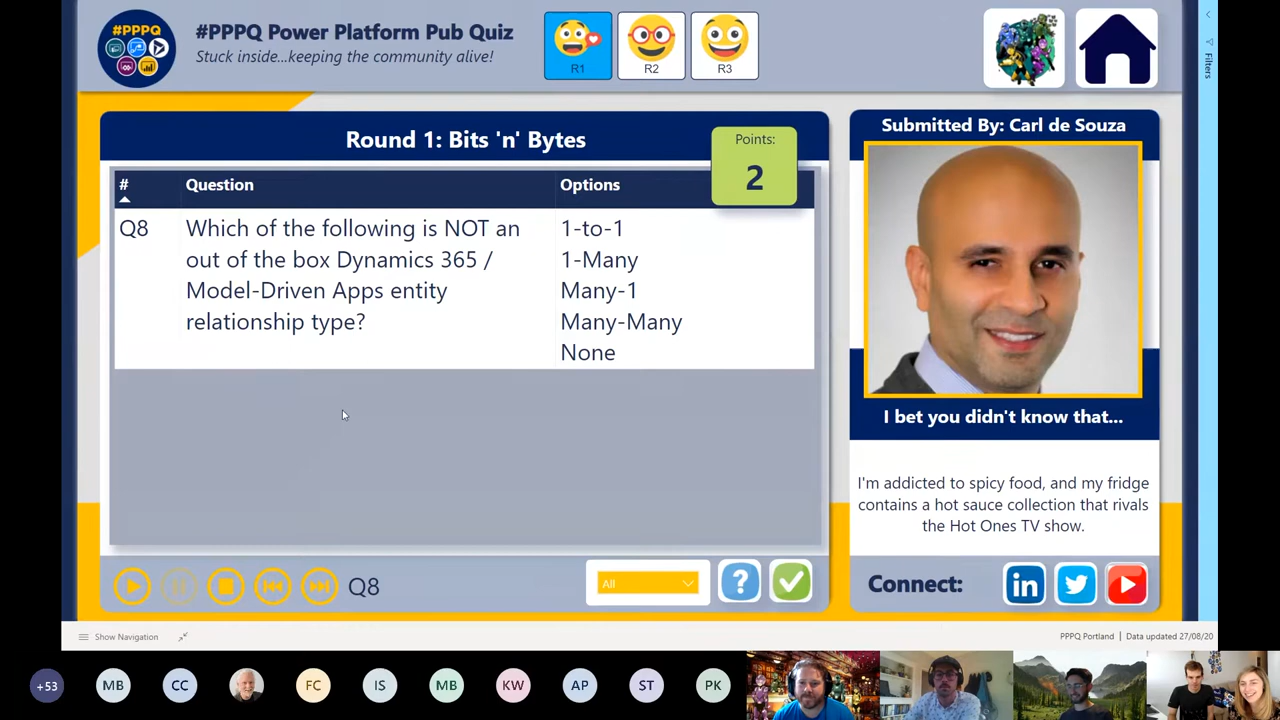 #PPPQ
#PPPQ Power Platform Pub Quiz
Stuck inside...keeping the community alive!
R1
R2
R3
Filters
Round 1: Bits 'n' Bytes
Points:
2
# Question Options
Q8
Which of the following is NOT an
out of the box Dynamics 365 /
Model-Driven Apps entity
relationship type?
1-to-1
1-Many
Many-1
Many-Many
None
Submitted By: Carl de Souza
I bet you didn't know that...
I'm addicted to spicy food, and my fridge
contains a hot sauce collection that rivals
the Hot Ones TV show.
Q8
All
?
Connect:
in
Show Navigation
PPPQ Portland | Data updated 27/08/20
+53
MB
CC
FC
IS
MB
KW
AP
ST
PK